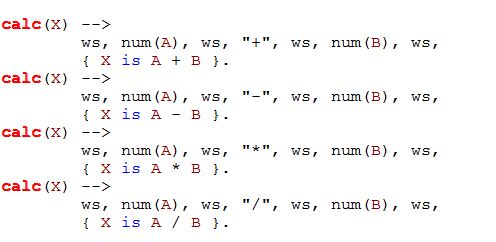 calc(X) -->
ws, num(A), ws, "+", ws, num(B), ws,
{ X is A + B }.
calc(X) -->
ws, num(A), ws, "-", ws, num(B), ws,
{ X is A - B }.
calc(X) -->
ws, num(A), ws, "*", ws, num(B), ws,
{ X is A * B }.
calc(X) -->
ws, num(A), ws, "/", ws, num(B), ws,
{ X is A / B }.